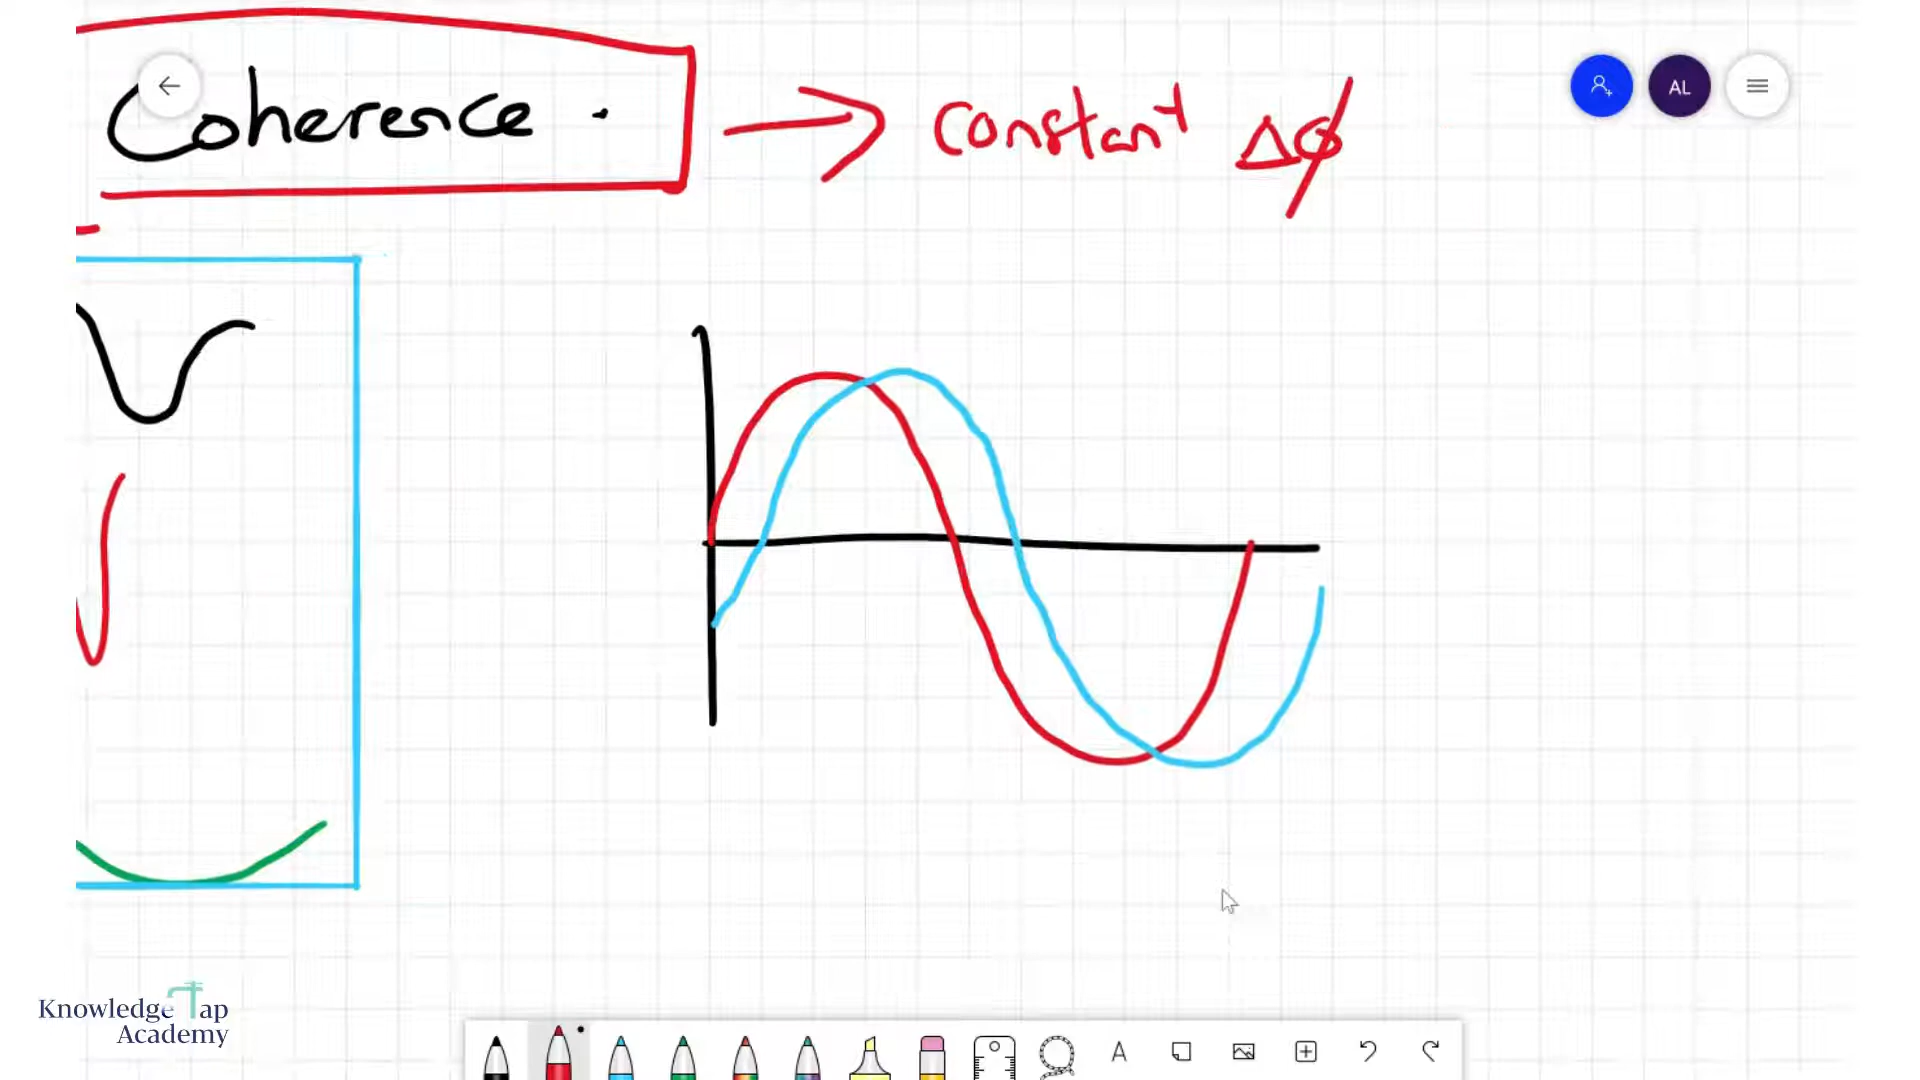 Coherence .
→ constant Δϕ
AL
A
Knowledge Tap
Academy